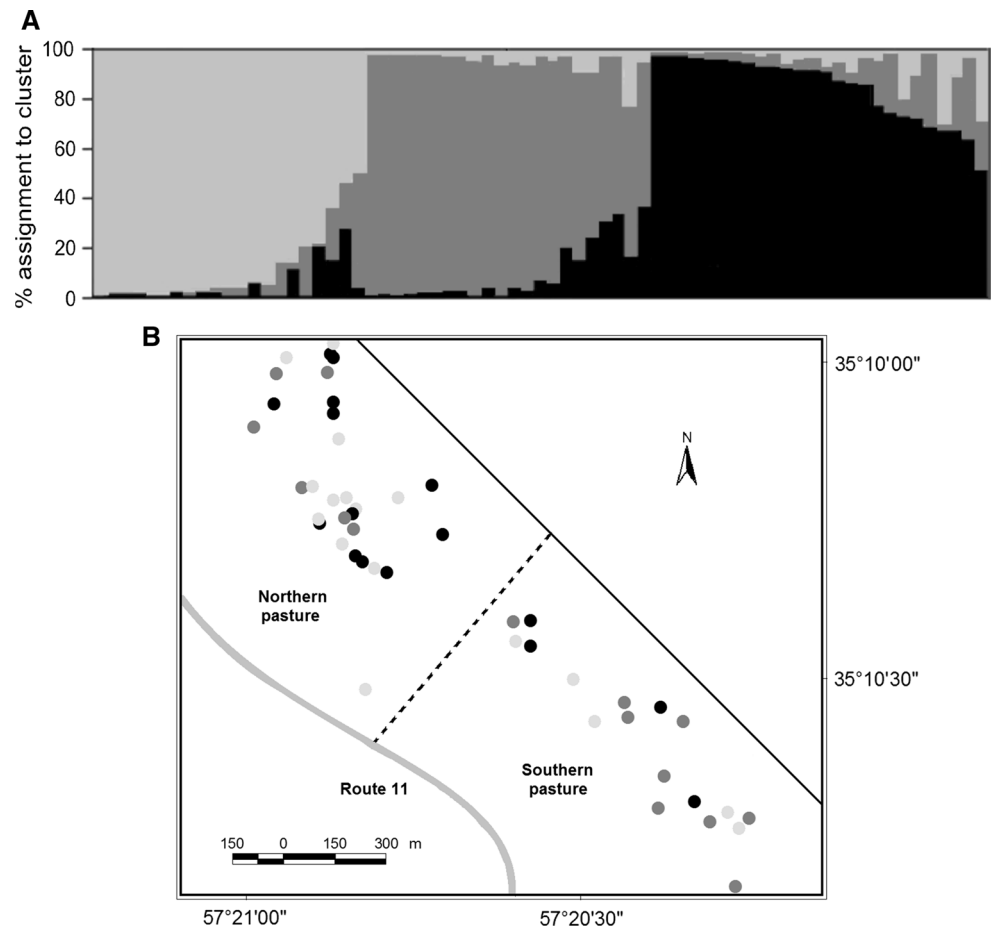 A
% assignment to cluster
100
80
60
40
20
0
B
N
35°10'00"
Northern
pasture
35°10'30"
Southern
pasture
Route 11
150 0 150 300 m
57°21'00" 57°20'30"